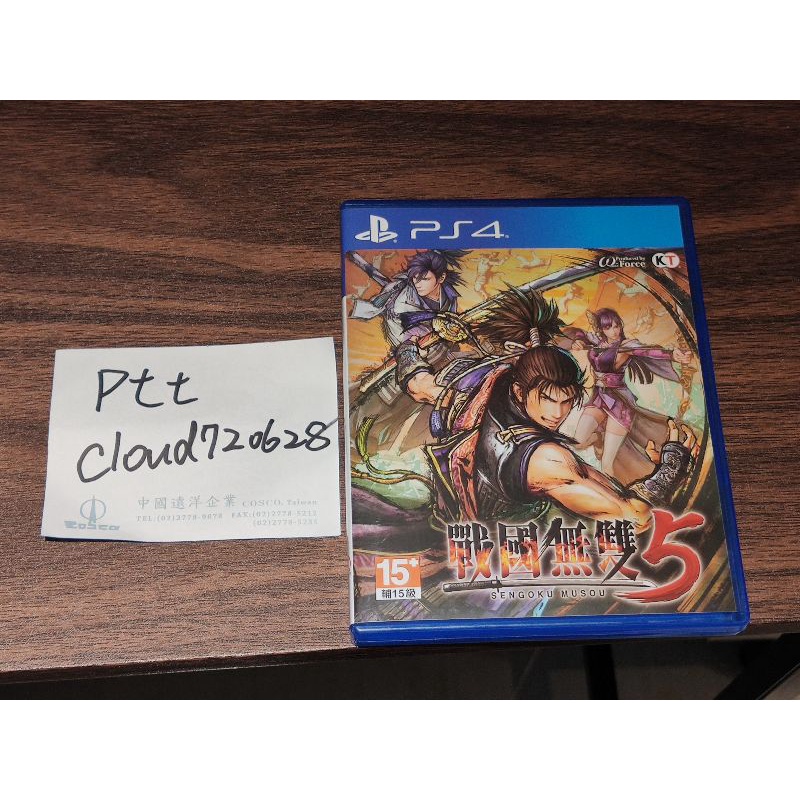 Ptt
cloud720628
中國遠洋企業 COSCO, Taiwan
COSCO
PS4
Produced by
ω-Force
KT
戰國無雙5
SENGOKU MUSOU
15+
輔15級